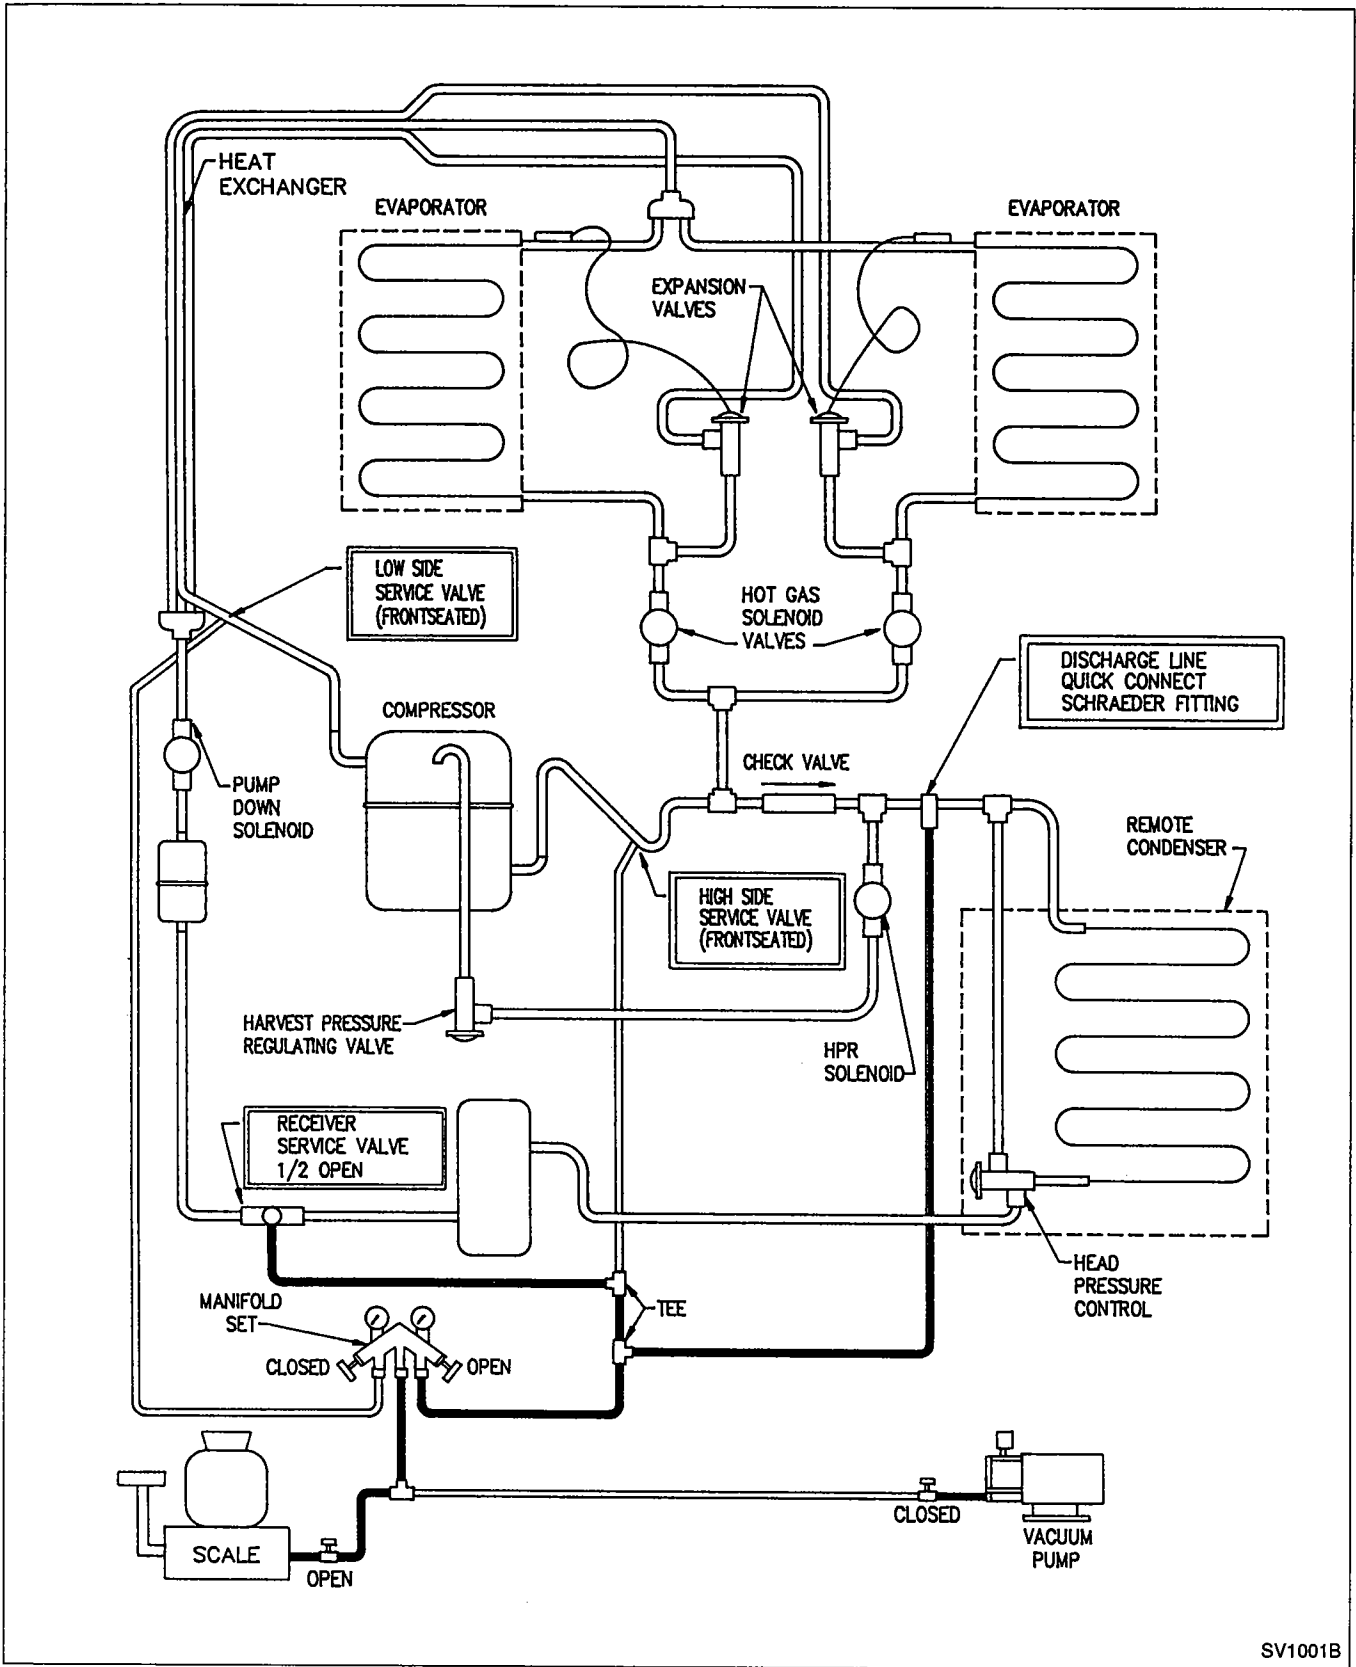 HEAT
EXCHANGER
EVAPORATOR
EVAPORATOR
EXPANSION
VALVES
LOW SIDE
SERVICE VALVE
(FRONTSEATED)
HOT GAS
SOLENOID
VALVES
DISCHARGE LINE
QUICK CONNECT
SCHRAEDER FITTING
COMPRESSOR
CHECK VALVE
PUMP
DOWN
SOLENOID
REMOTE
CONDENSER
HIGH SIDE
SERVICE VALVE
(FRONTSEATED)
HARVEST PRESSURE
REGULATING VALVE
HPR
SOLENOID
RECEIVER
SERVICE VALVE
1/2 OPEN
HEAD
PRESSURE
CONTROL
MANIFOLD
SET
TEE
CLOSED
OPEN
CLOSED
SCALE
OPEN
VACUUM
PUMP
SV1001B